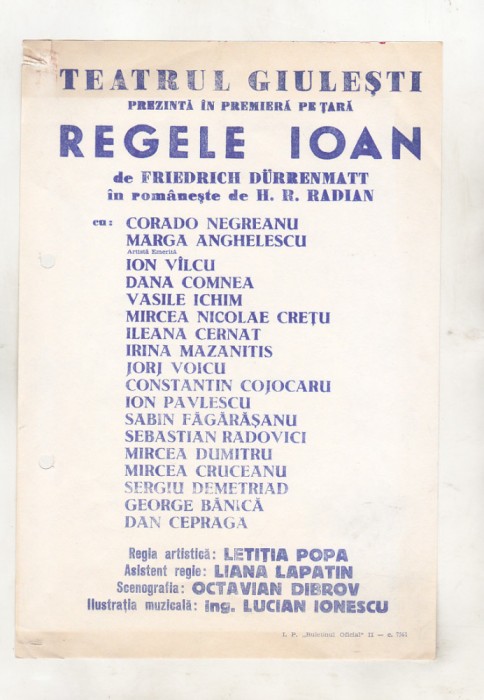 TEATRUL GIULEȘTI
PREZINTĂ ÎN PREMIERĂ PE ȚARĂ
REGELE IOAN
de FRIEDRICH DÜRRENMATT
în românește de H. R. RADIAN
cu: CORADO NEGREANU
MARGA ANGHELESCU
Artistă Emerită
ION VÎLCU
DANA COMNEA
VASILE ICHIM
MIRCEA NICOLAE CREȚU
ILEANA CERNAT
IRINA MAZANITIS
JORJ VOICU
CONSTANTIN COJOCARU
ION PAVLESCU
SABIN FĂGĂRĂȘANU
SEBASTIAN RADOVICI
MIRCEA DUMITRU
MIRCEA CRUCEANU
SERGIU DEMETRIAD
GEORGE BĂNICĂ
DAN CEPRAGA
Regia artistică: LETIȚIA POPA
Asistent regie: LIANA LAPATIN
Scenografia: OCTAVIAN DIBROV
Ilustrația muzicală: ing. LUCIAN IONESCU
I. P. „Buletinul Oficial" II — c.